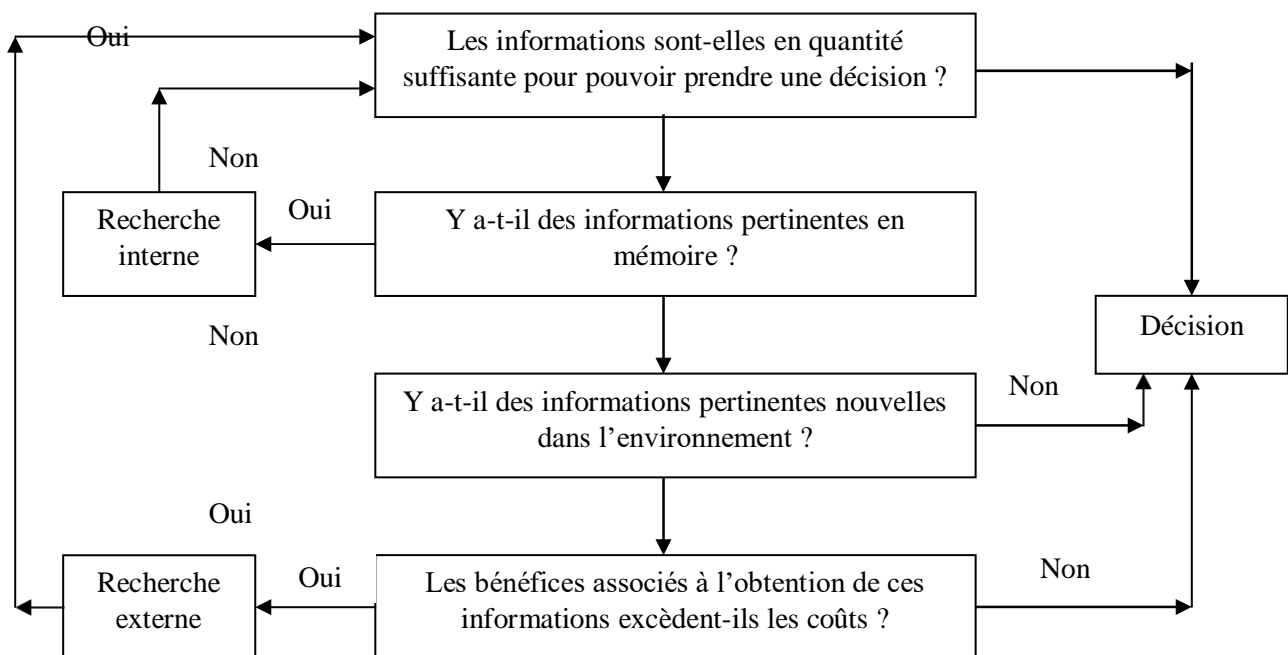 Oui
Les informations sont-elles en quantité
suffisante pour pouvoir prendre une décision ?
Non
Recherche
interne
Oui
Y a-t-il des informations pertinentes en
mémoire ?
Non
Décision
Y a-t-il des informations pertinentes nouvelles
dans l’environnement ?
Non
Oui
Recherche
externe
Oui
Les bénéfices associés à l’obtention de ces
informations excèdent-ils les coûts ?
Non